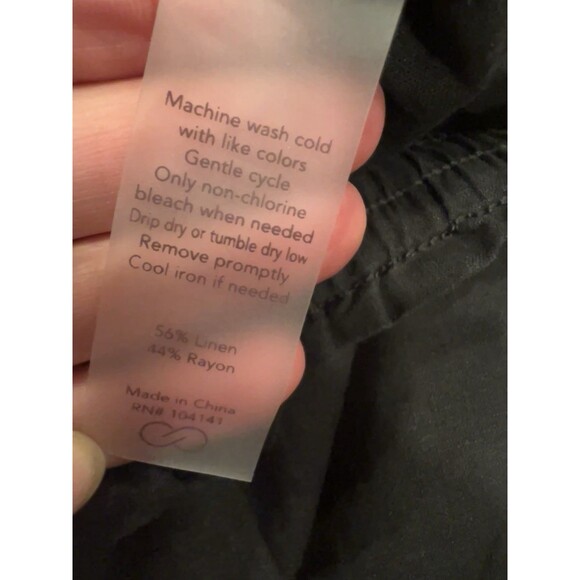 Machine wash cold
with like colors
Gentle cycle
Only non-chlorine
bleach when needed
Drip dry or tumble dry low
Remove promptly
Cool iron if needed
56% Linen
44% Rayon
Made in China
RN# 104141